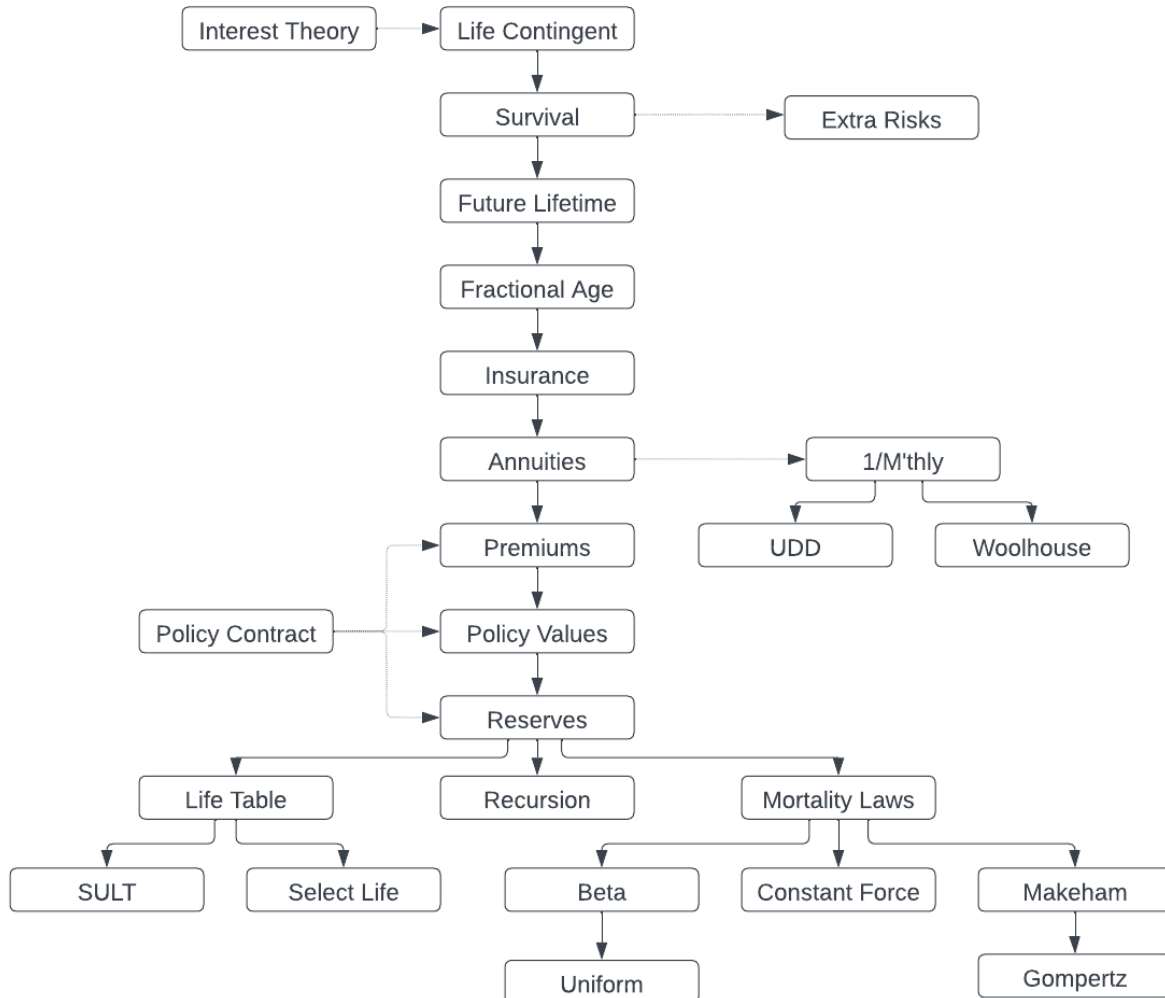 Interest Theory
Life Contingent
Survival
Extra Risks
Future Lifetime
Fractional Age
Insurance
Annuities
1/M'thly
Premiums
UDD
Woolhouse
Policy Contract
Policy Values
Reserves
Life Table
Recursion
Mortality Laws
SULT
Select Life
Beta
Constant Force
Makeham
Uniform
Gompertz